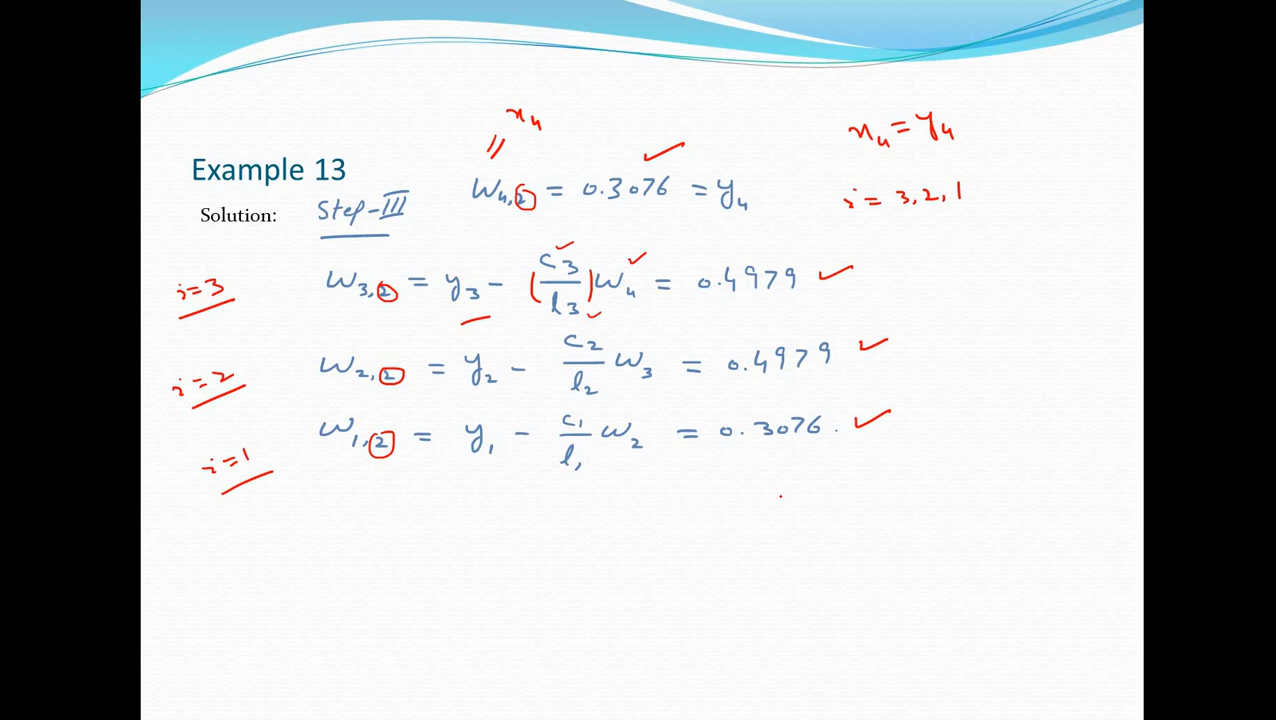 x₄
x₄ = y₄
Example 13
=
w₄,₂ = 0.3076 = y₄
i = 3, 2, 1
Solution: Step-III
i=3 w₃,₂ = y₃ - (c₃/l₃) w₄ = 0.4979
i=2 w₂,₂ = y₂ - c₂/l₂ w₃ = 0.4979
i=1 w₁,₂ = y₁ - c₁/l₁ w₂ = 0.3076.